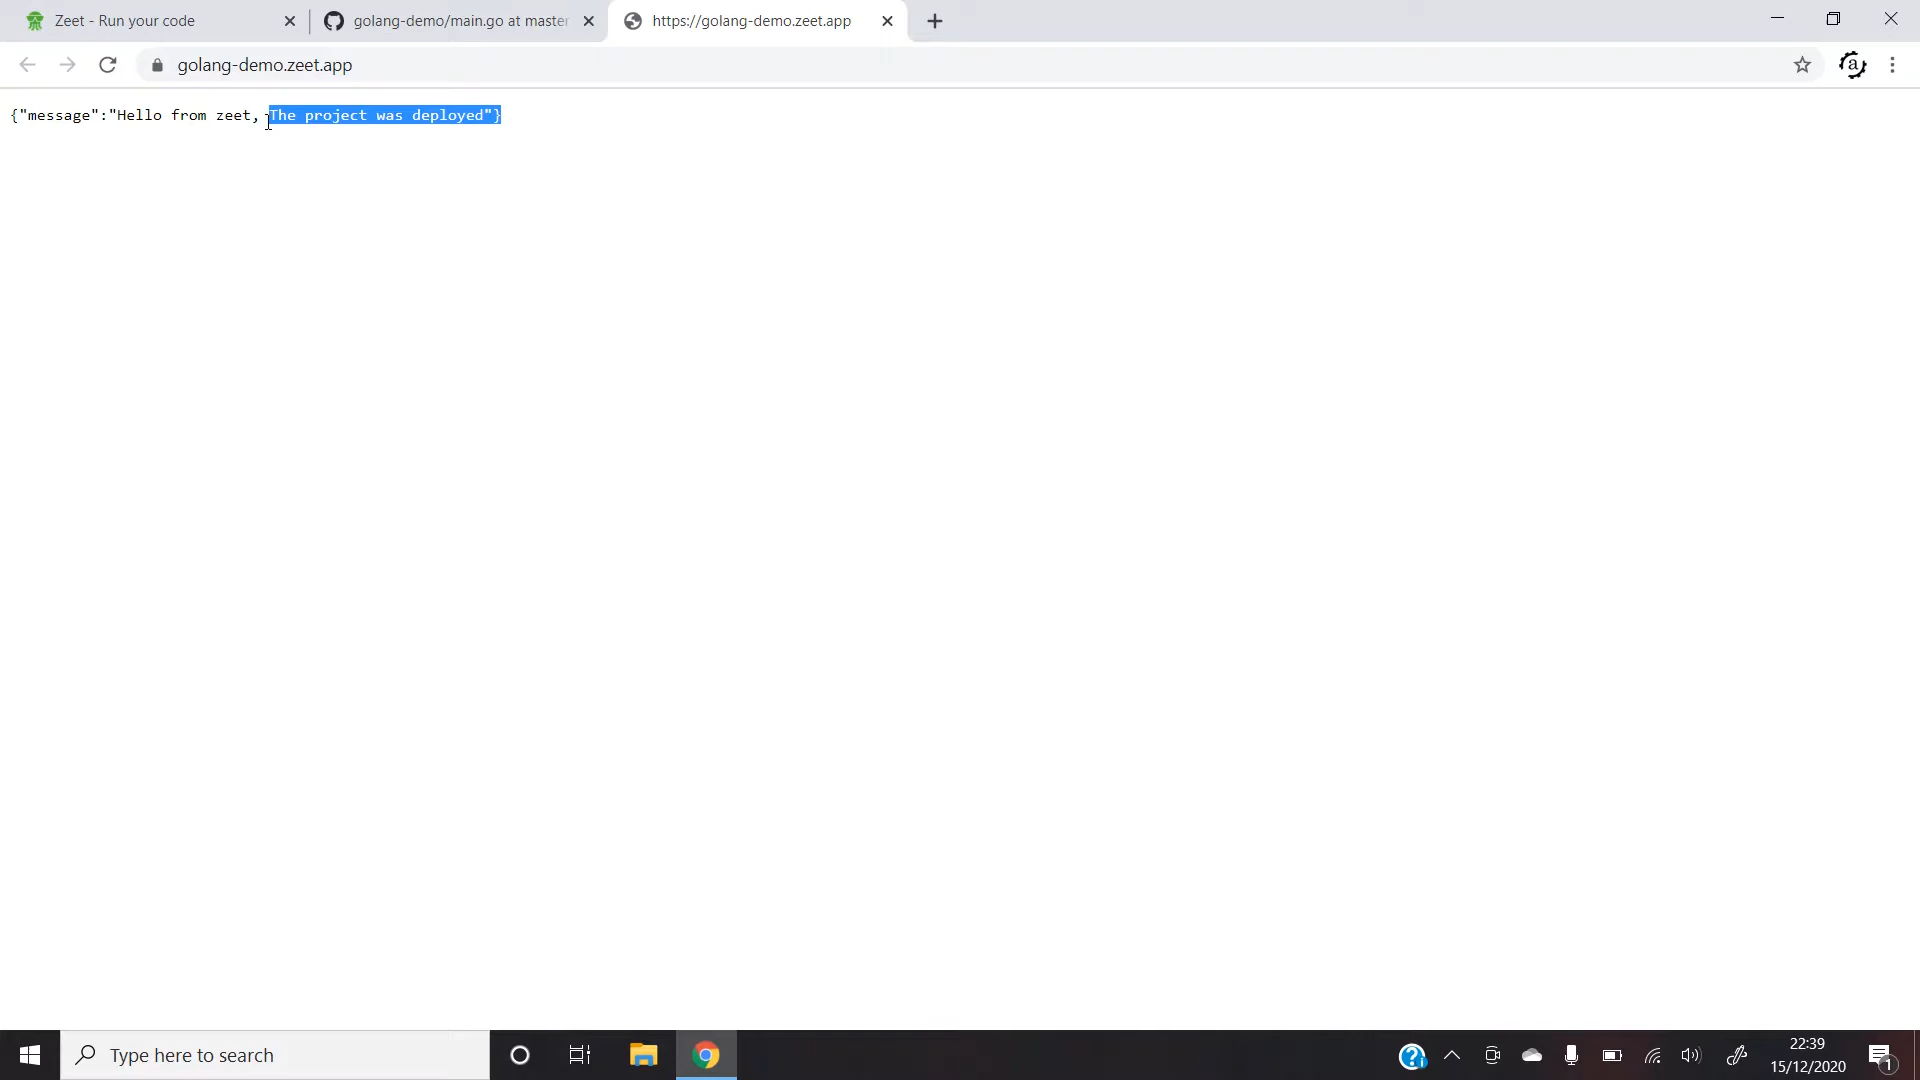 Zeet - Run your code
golang-demo/main.go at master
https://golang-demo.zeet.app
golang-demo.zeet.app
a
{"message":"Hello from zeet, The project was deployed"}
Type here to search
22:39
15/12/2020
1